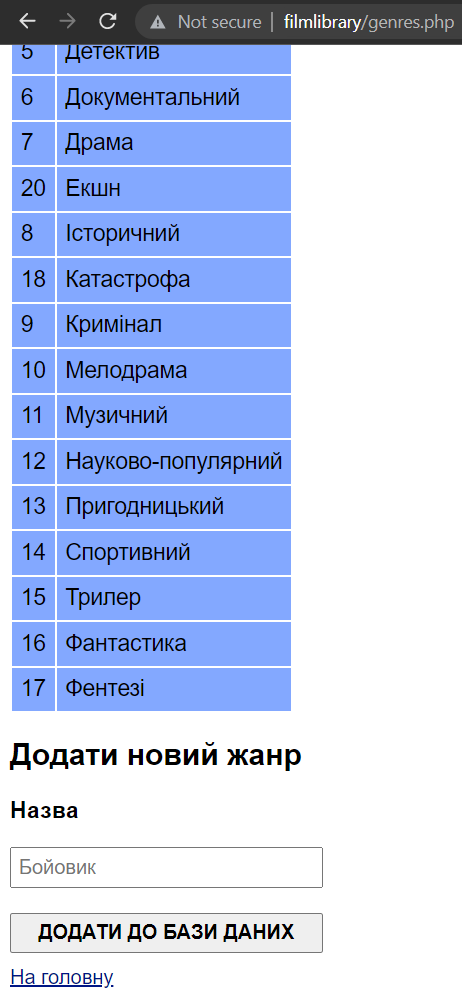 Not secure | filmlibrary/genres.php
5 Детектив
6 Документальний
7 Драма
20 Екшн
8 Історичний
18 Катастрофа
9 Кримінал
10 Мелодрама
11 Музичний
12 Науково-популярний
13 Пригодницький
14 Спортивний
15 Трилер
16 Фантастика
17 Фентезі
Додати новий жанр
Назва
Бойовик
ДОДАТИ ДО БАЗИ ДАНИХ
На головну